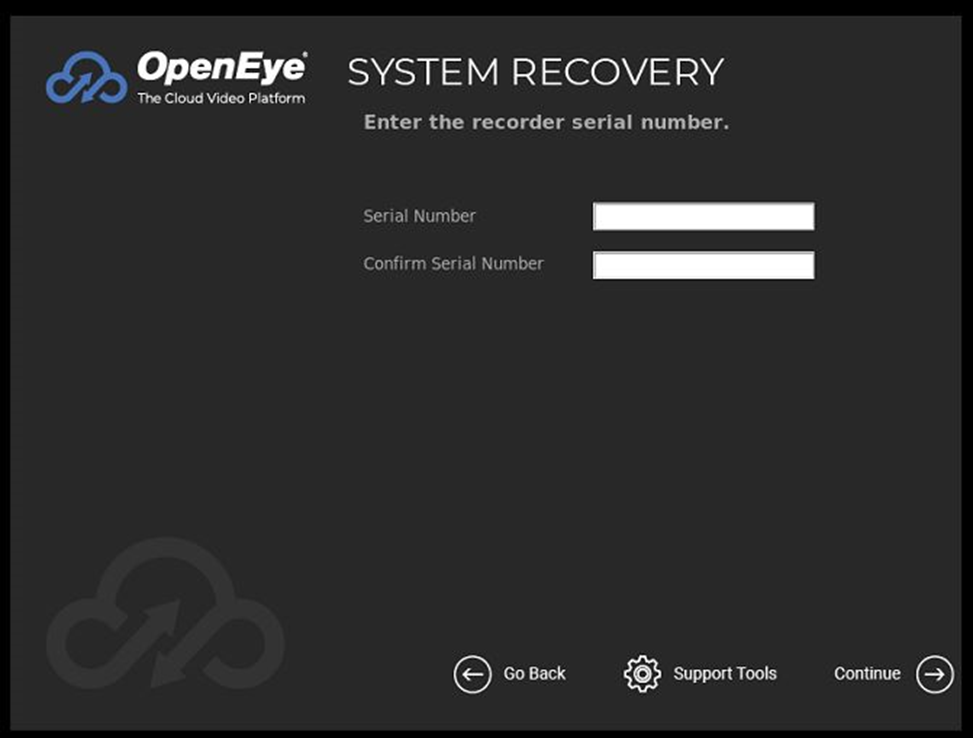 OpenEye®
The Cloud Video Platform
SYSTEM RECOVERY
Enter the recorder serial number.
Serial Number
Confirm Serial Number
Go Back
Support Tools
Continue